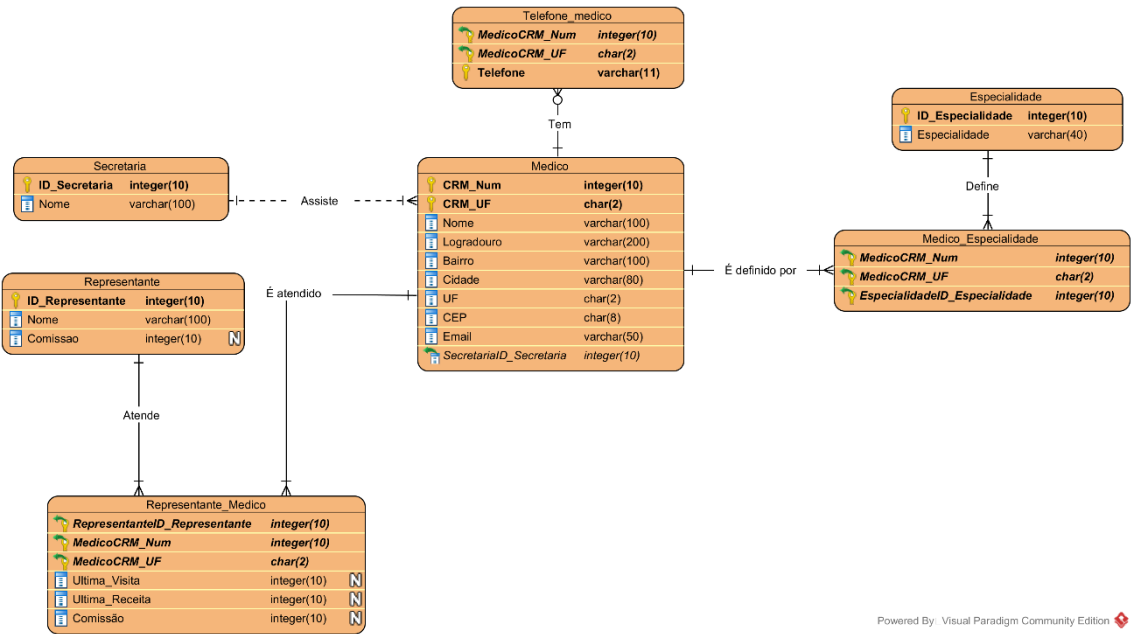 Telefone_medico
MedicoCRM_Num integer(10)
MedicoCRM_UF char(2)
Telefone varchar(11)
Tem
Especialidade
ID_Especialidade integer(10)
Especialidade varchar(40)
Define
Secretaria
ID_Secretaria integer(10)
Nome varchar(100)
Assiste
Medico
CRM_Num integer(10)
CRM_UF char(2)
Nome varchar(100)
Logradouro varchar(200)
Bairro varchar(100)
Cidade varchar(80)
UF char(2)
CEP char(8)
Email varchar(50)
SecretariaID_Secretaria integer(10)
É definido por
Medico_Especialidade
MedicoCRM_Num integer(10)
MedicoCRM_UF char(2)
EspecialidadeID_Especialidade integer(10)
Representante
ID_Representante integer(10)
Nome varchar(100)
Comissao integer(10) N
É atendido
Atende
Representante_Medico
RepresentanteID_Representante integer(10)
MedicoCRM_Num integer(10)
MedicoCRM_UF char(2)
Ultima_Visita integer(10) N
Ultima_Receita integer(10) N
Comissão integer(10) N
Powered By: Visual Paradigm Community Edition